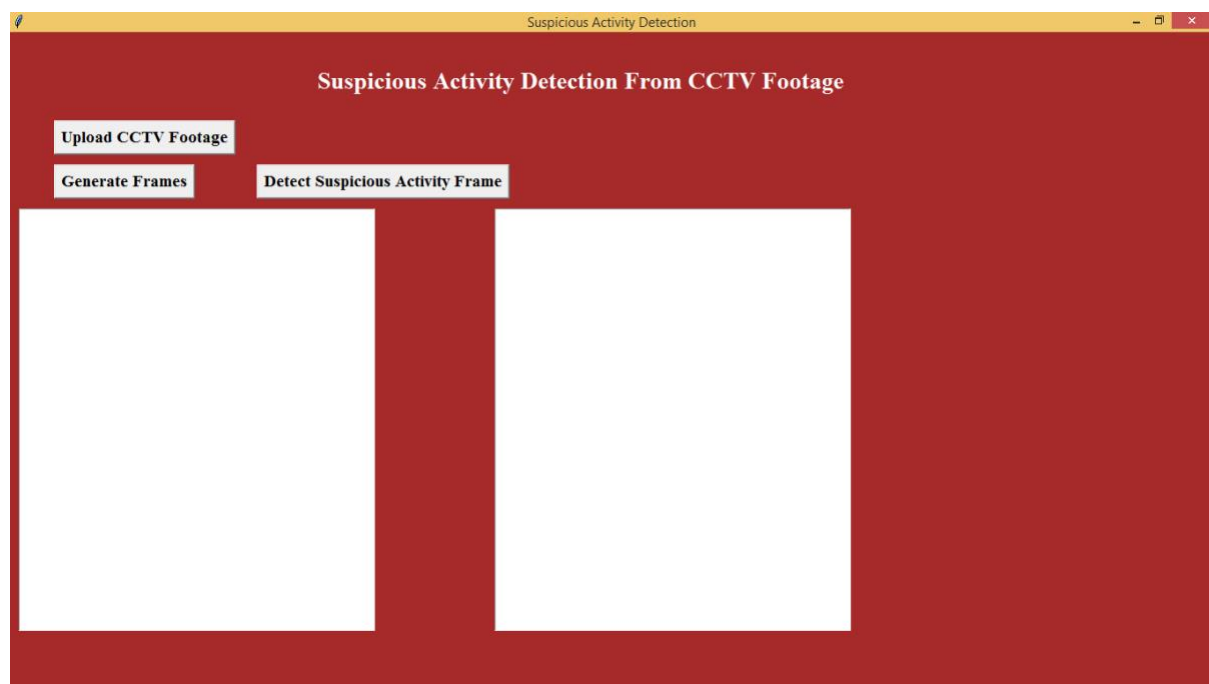 Suspicious Activity Detection
Suspicious Activity Detection From CCTV Footage
Upload CCTV Footage
Generate Frames
Detect Suspicious Activity Frame